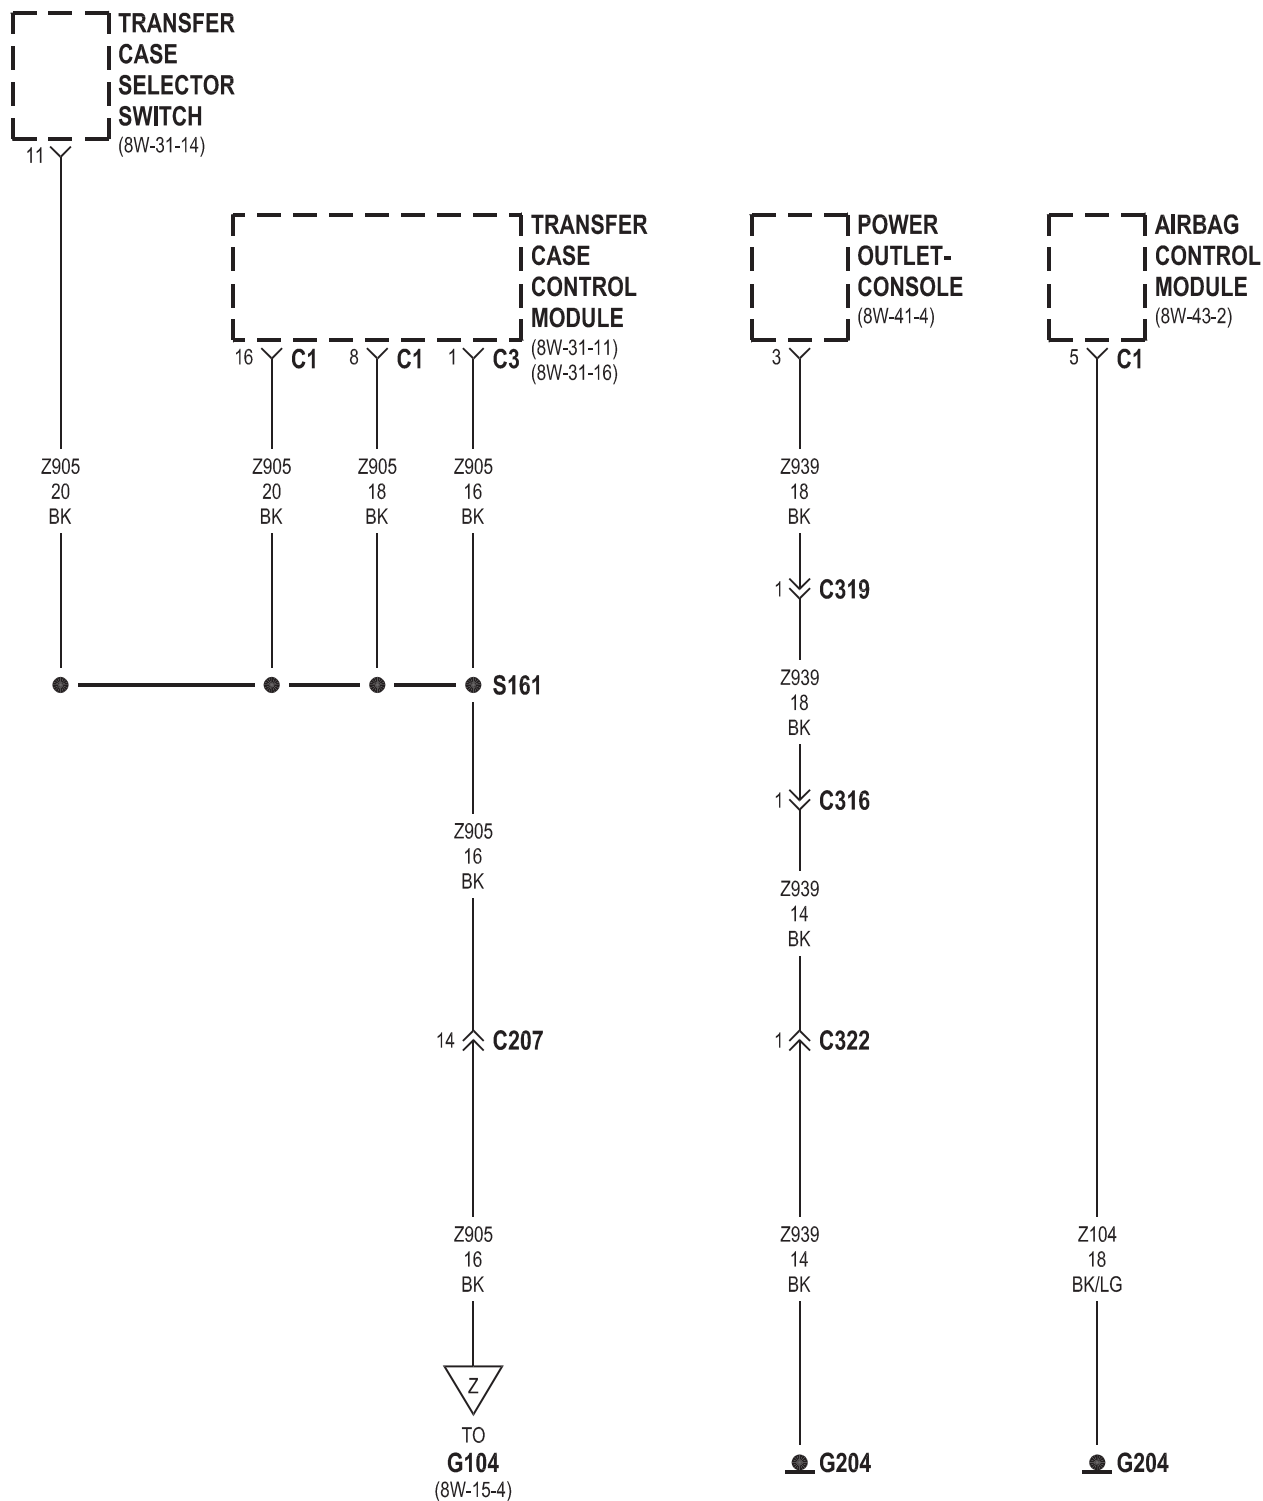 TRANSFER
CASE
SELECTOR
SWITCH
(8W-31-14)
11
TRANSFER
CASE
CONTROL
MODULE
(8W-31-11)
(8W-31-16)
16 C1 8 C1 1 C3
POWER
OUTLET-
CONSOLE
(8W-41-4)
3
AIRBAG
CONTROL
MODULE
(8W-43-2)
5 C1
Z905
20
BK
Z905
20
BK
Z905
18
BK
Z905
16
BK
Z939
18
BK
1 C319
S161
Z939
18
BK
1 C316
Z905
16
BK
Z939
14
BK
14 C207
1 C322
Z905
16
BK
Z939
14
BK
Z104
18
BK/LG
Z
TO
G104
(8W-15-4)
G204
G204